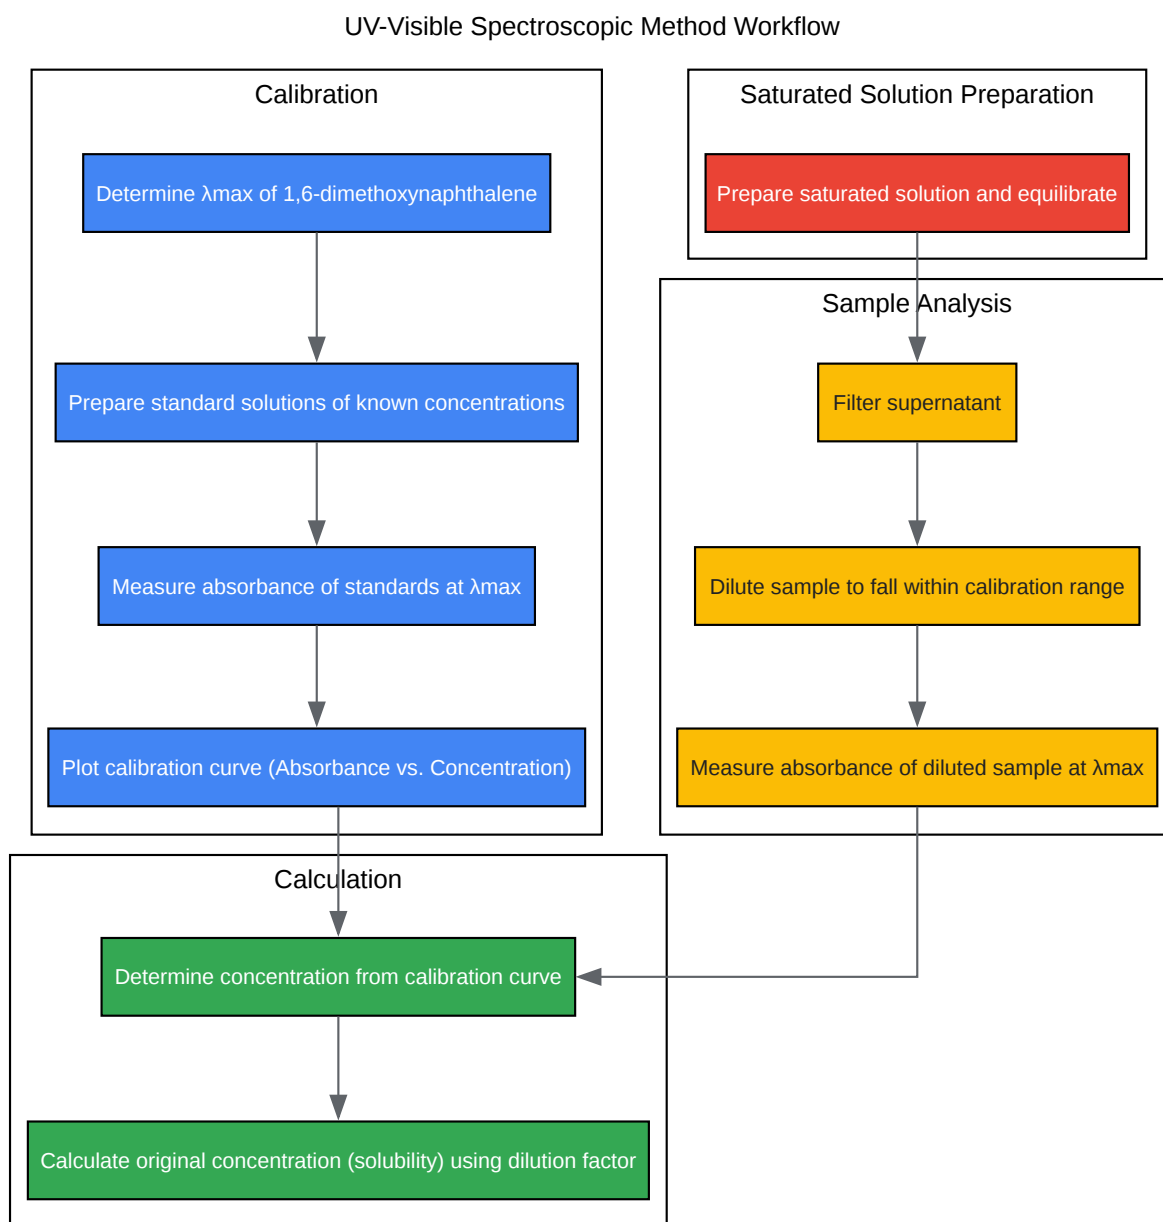 UV-Visible Spectroscopic Method Workflow
Calibration
Determine λmax of 1,6-dimethoxynaphthalene
Prepare standard solutions of known concentrations
Measure absorbance of standards at λmax
Plot calibration curve (Absorbance vs. Concentration)
Saturated Solution Preparation
Prepare saturated solution and equilibrate
Sample Analysis
Filter supernatant
Dilute sample to fall within calibration range
Measure absorbance of diluted sample at λmax
Calculation
Determine concentration from calibration curve
Calculate original concentration (solubility) using dilution factor